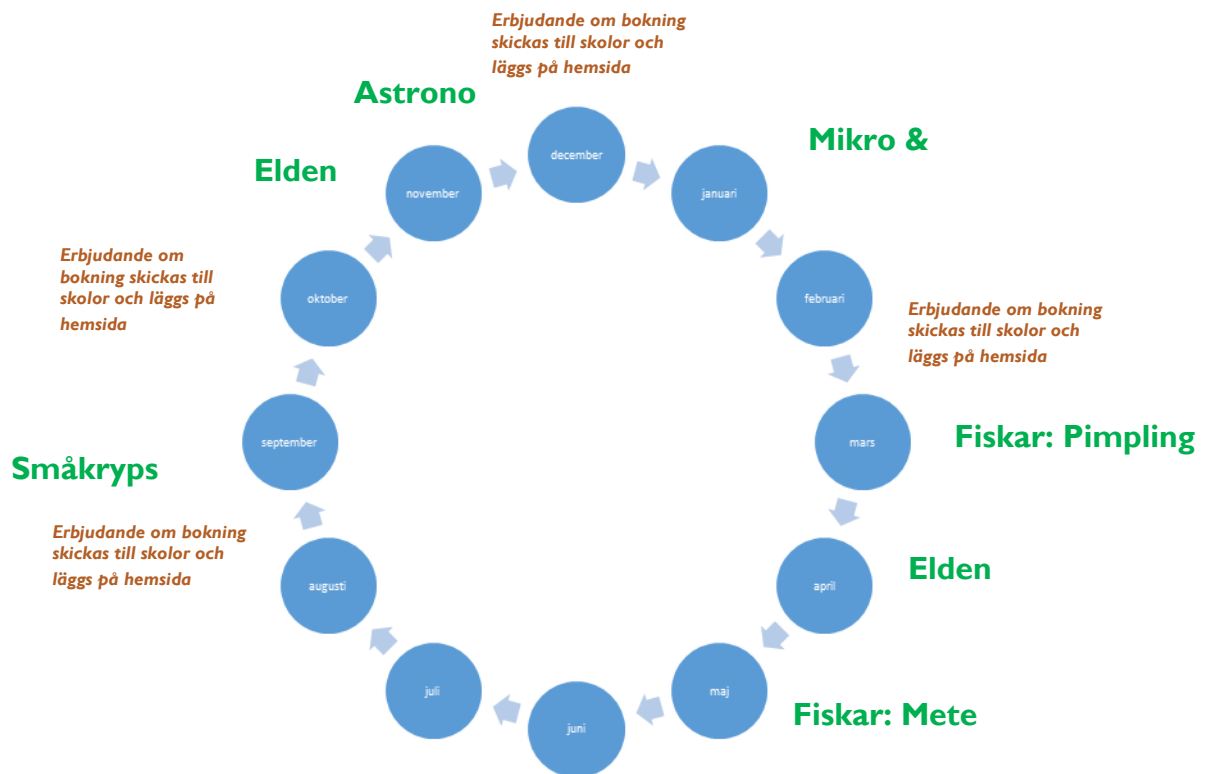 Erbjudande om bokning
skickas till skolor och
läggs på hemsida
Astrono
december
Mikro &
Elden
november
januari
Erbjudande om
bokning skickas till
skolor och läggs på
hemsida
oktober
februari
Erbjudande om bokning
skickas till skolor och
läggs på hemsida
september
mars
Fiskar: Pimpling
Småkryps
Erbjudande om bokning
skickas till skolor och
läggs på hemsida
augusti
april
Elden
juli
maj
Fiskar: Mete
juni